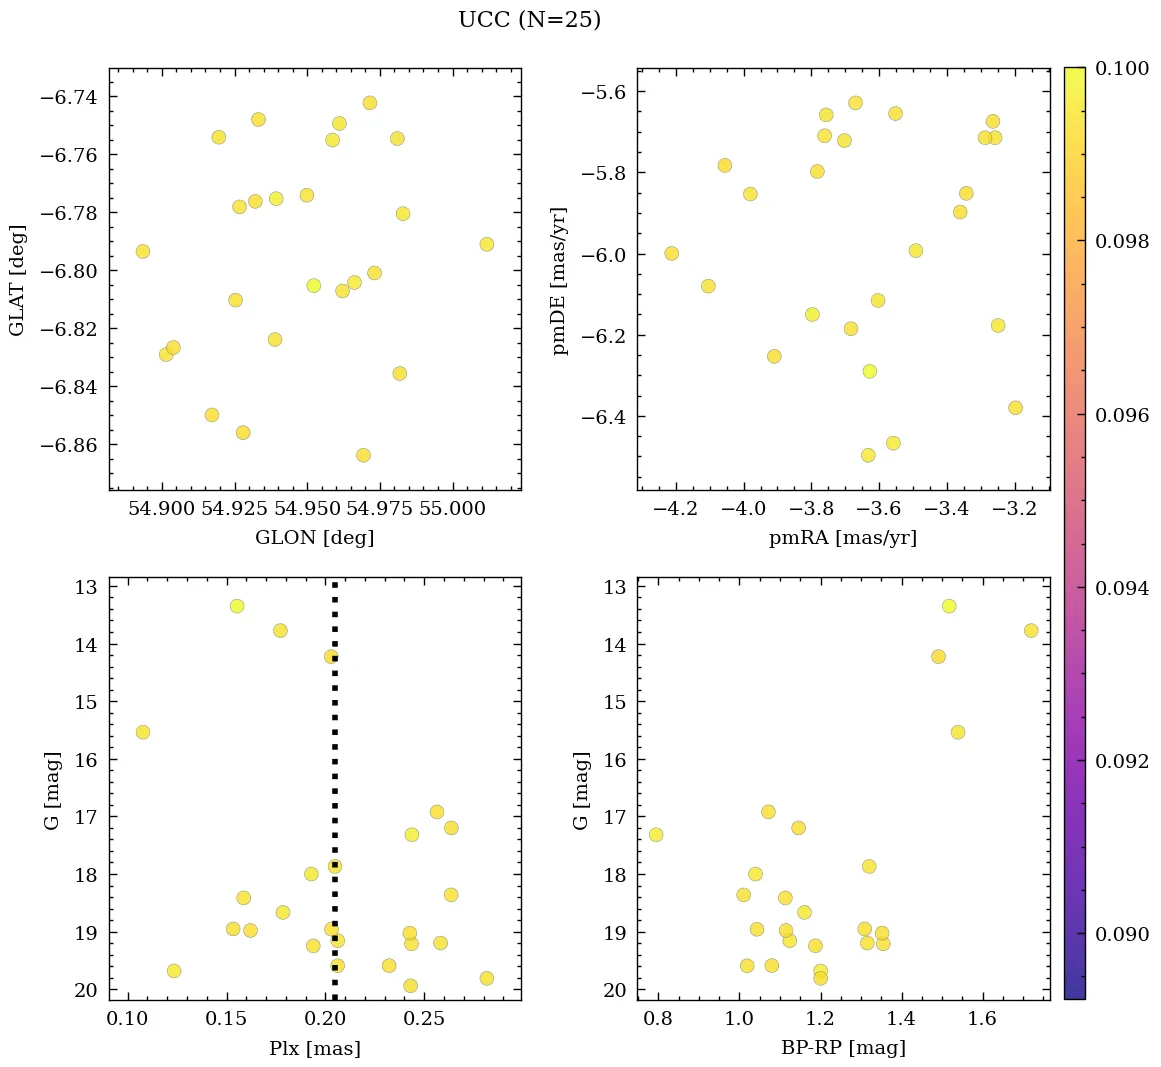 UCC (N=25)
−6.74
−6.76
−6.78
−6.80
−6.82
−6.84
−6.86
GLAT [deg]
54.900 54.925 54.950 54.975 55.000
GLON [deg]
−5.6
−5.8
−6.0
−6.2
−6.4
pmDE [mas/yr]
−4.2 −4.0 −3.8 −3.6 −3.4 −3.2
pmRA [mas/yr]
0.100
0.098
0.096
0.094
0.092
0.090
13
14
15
16
17
18
19
20
G [mag]
0.10 0.15 0.20 0.25
Plx [mas]
13
14
15
16
17
18
19
20
G [mag]
0.8 1.0 1.2 1.4 1.6
BP-RP [mag]